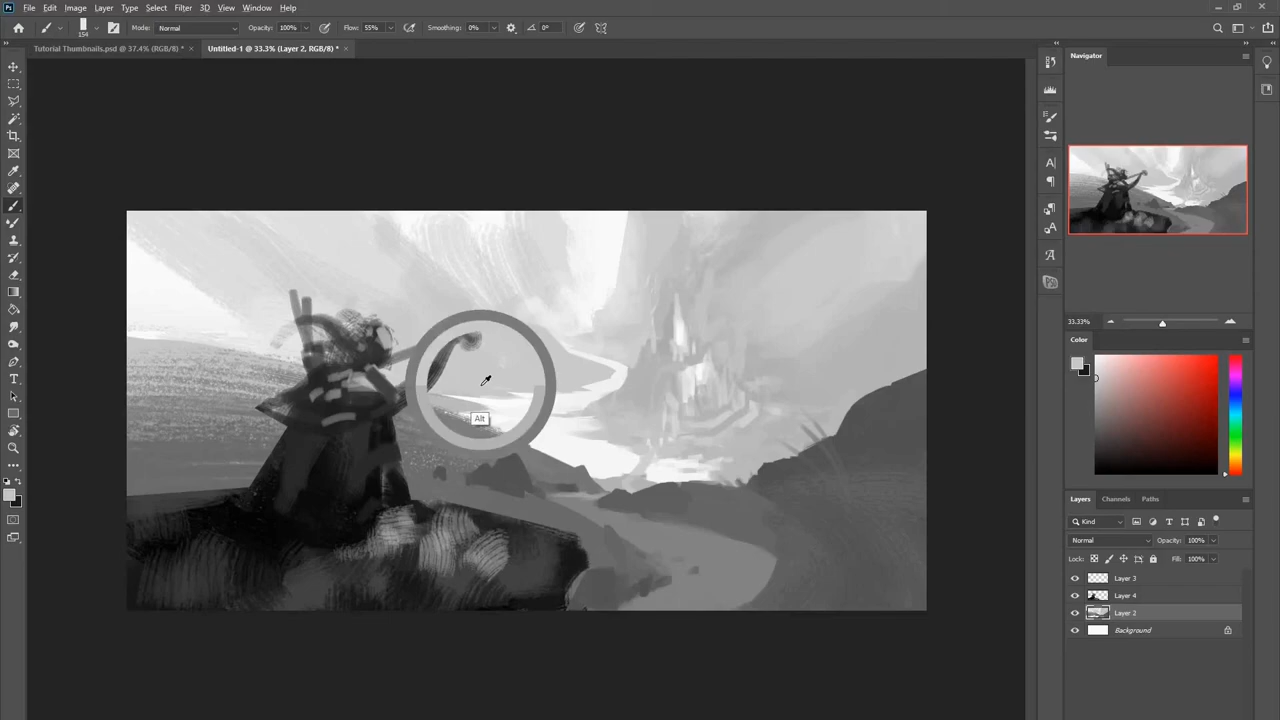 Ps File Edit Image Layer Type Select Filter 3D View Window Help
154 Mode: Normal Opacity: 100% Flow: 55% Smoothing: 0% 0°
Tutorial Thumbnails.psd @ 37.4% (RGB/8) * × Untitled-1 @ 33.3% (Layer 2, RGB/8) * ×
Navigator
33.33%
Color
Alt
Layers Channels Paths
Kind
Normal Opacity: 100%
Lock: Fill: 100%
Layer 3
Layer 4
Layer 2
Background